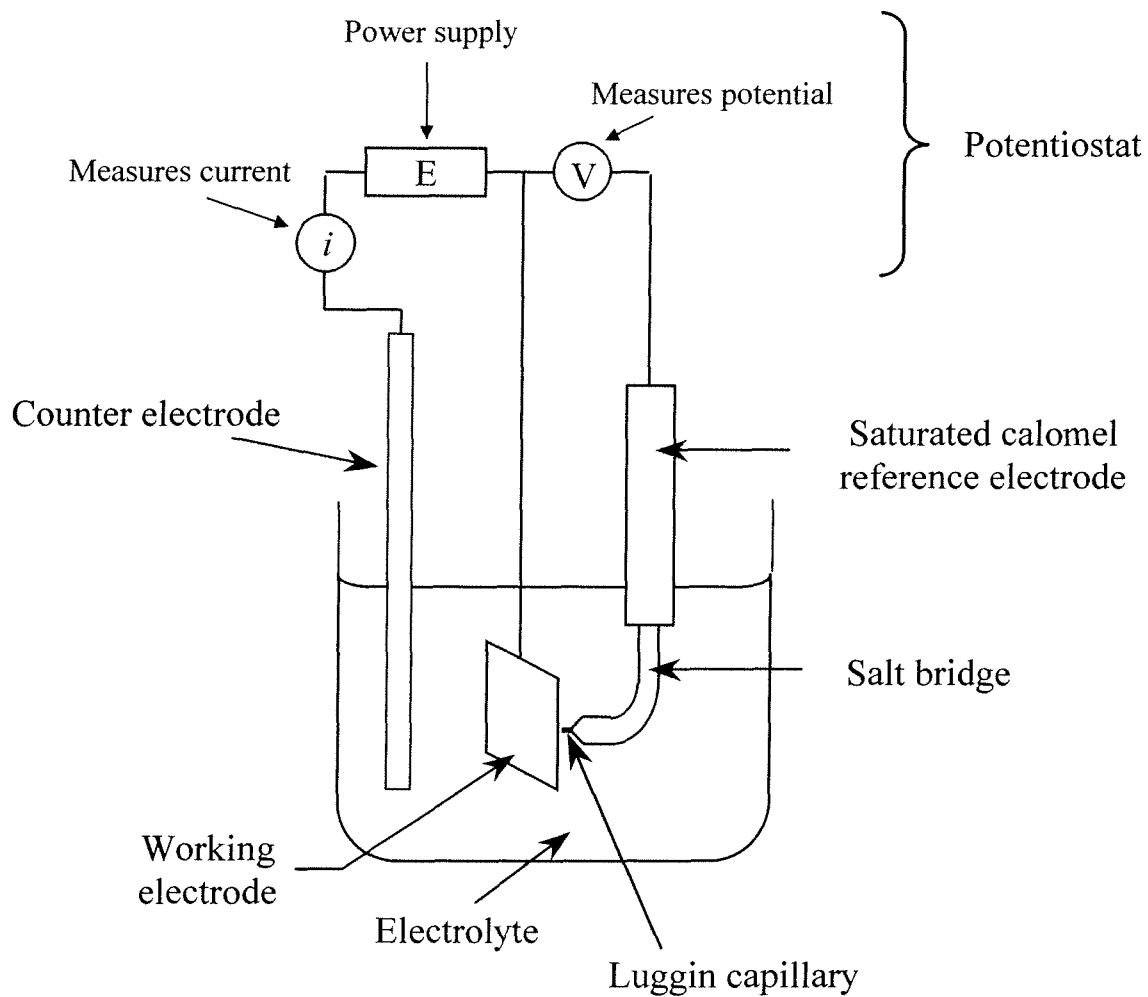 Power supply
Measures potential
Potentiostat
Measures current
E
V
i
Counter electrode
Saturated calomel
reference electrode
Salt bridge
Working
electrode
Electrolyte
Luggin capillary